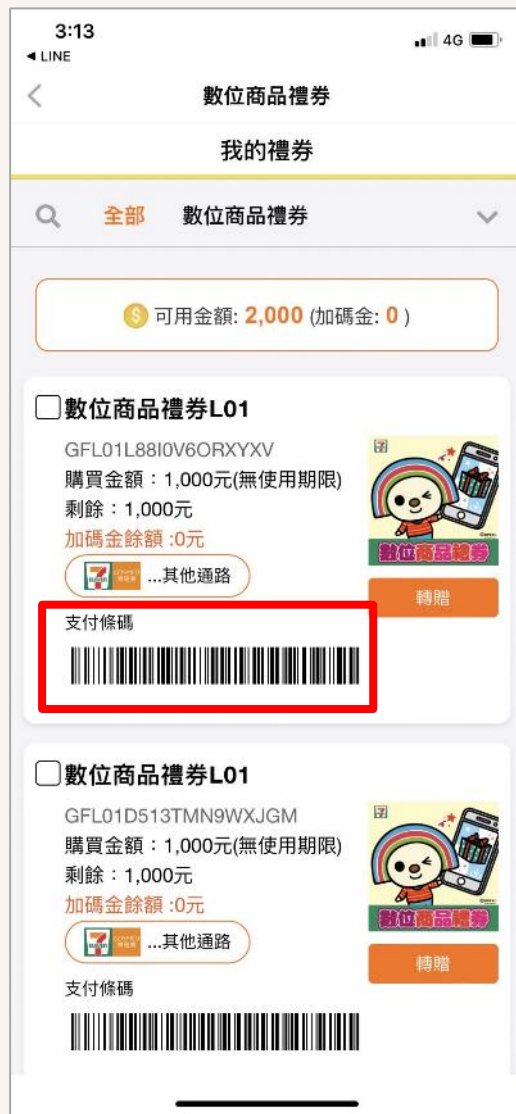 3:13
4G
◀ LINE
數位商品禮券
我的禮券
全部 數位商品禮券
可用金額: 2,000 (加碼金: 0 )
數位商品禮券L01
GFL01L88I0V6ORXYXV
購買金額：1,000元(無使用期限)
剩餘：1,000元
加碼金餘額 :0元
...其他通路
數位商品禮券
轉贈
支付條碼
數位商品禮券L01
GFL01D513TMN9WXJGM
購買金額：1,000元(無使用期限)
剩餘：1,000元
加碼金餘額 :0元
...其他通路
數位商品禮券
轉贈
支付條碼